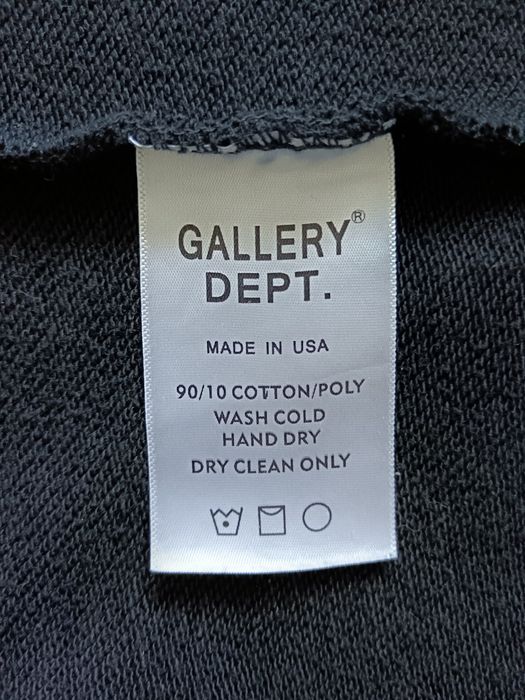 GALLERY®
DEPT.
MADE IN USA
90/10 COTTON/POLY
WASH COLD
HAND DRY
DRY CLEAN ONLY